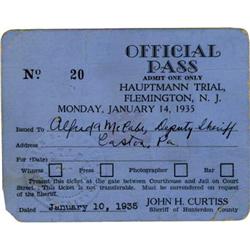 OFFICIAL
PASS
ADMIT ONE ONLY
No 20
HAUPTMANN TRIAL,
FLEMINGTON, N. J.
MONDAY, JANUARY 14, 1935
Issued To Alfred A McCabe, Deputy Sheriff
Address Easton, Pa
For (Date)
Witness Press Photographer Bar
Present this at the gate between Courthouse and Jail on Court
Street. This ticket is not transferable. Must be surrendered on request
of the Sheriff.
Dated January 10, 1935
JOHN H. CURTISS
Sheriff of Hunterdon County